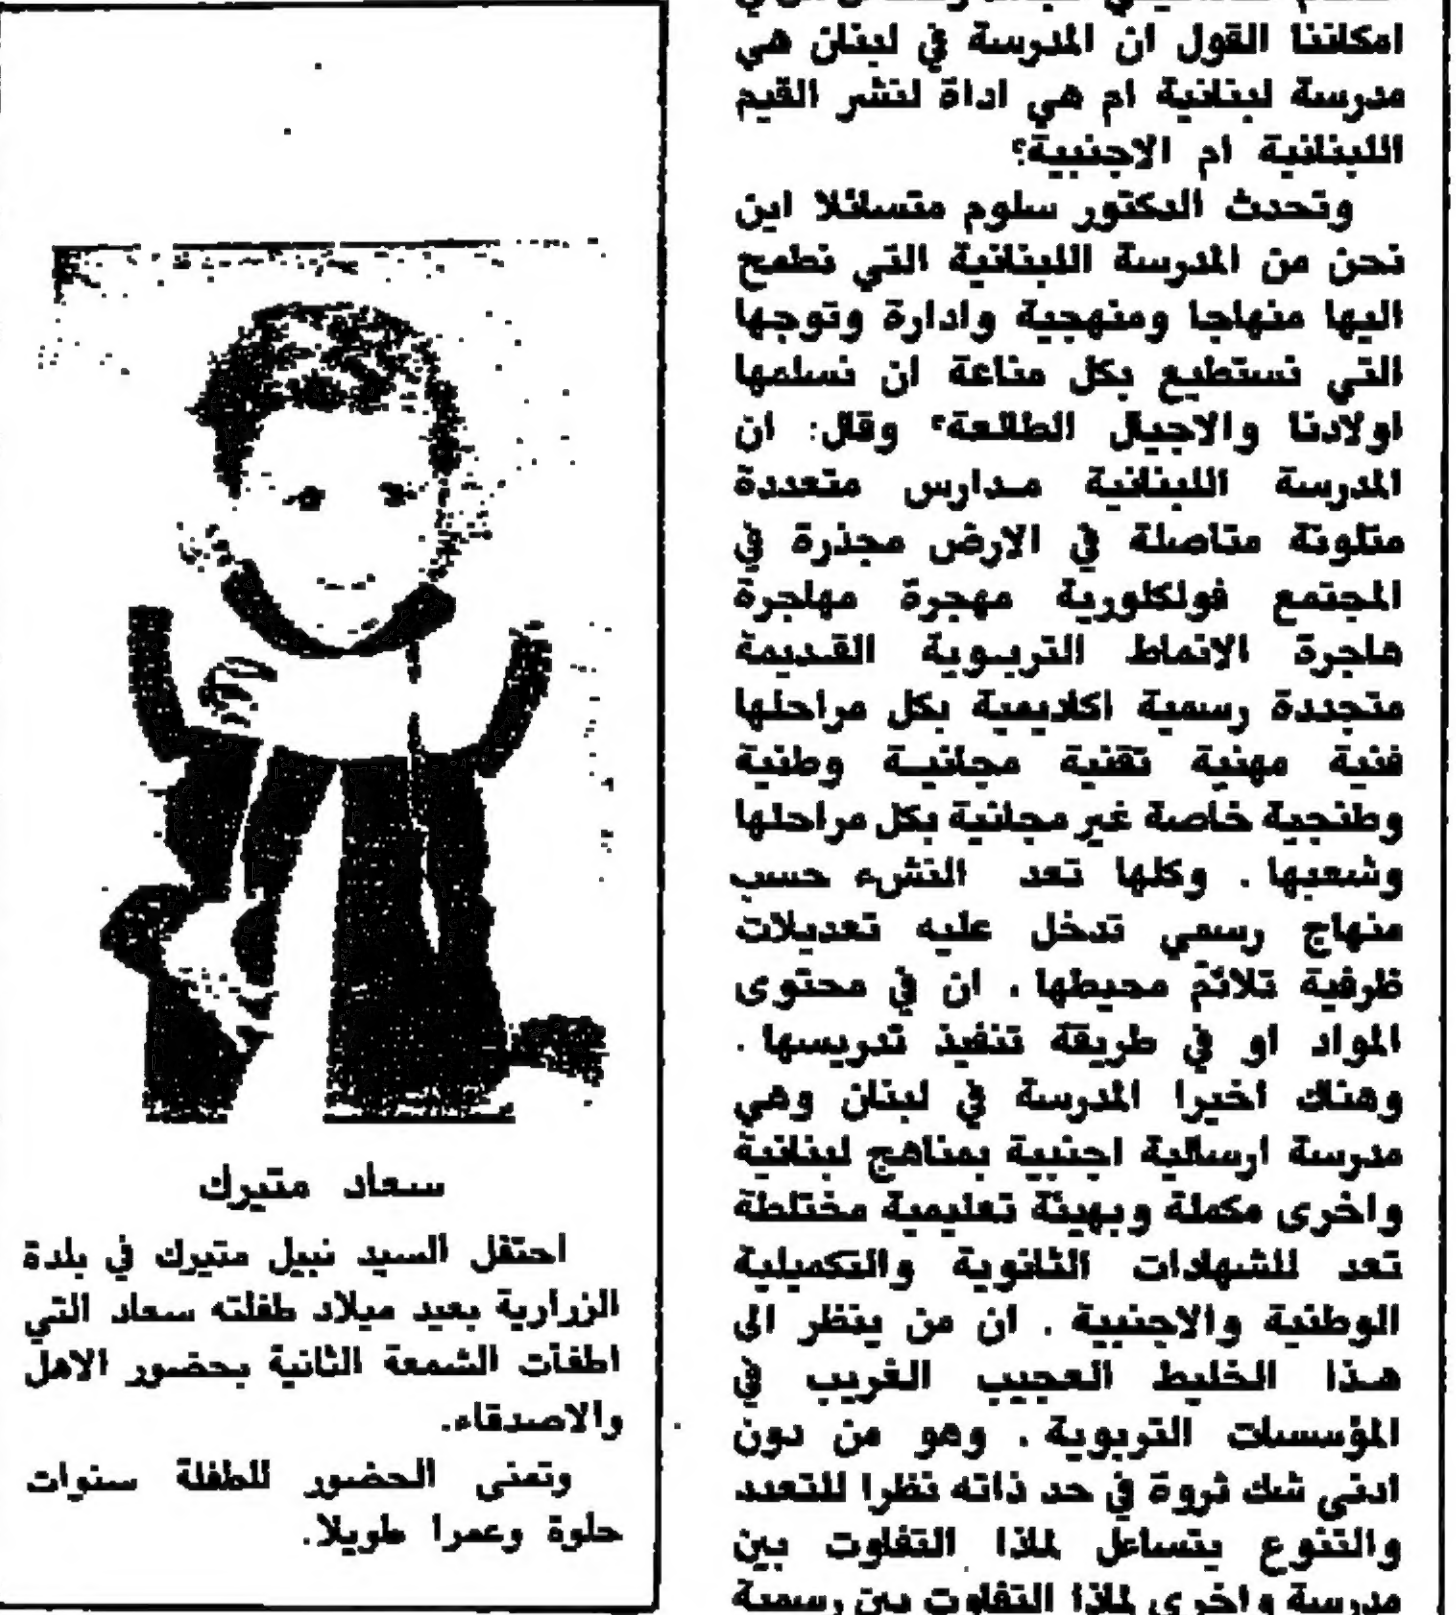 امكاننا القول ان المدرسة في لبنان هي
مدرسة لبنانية ام هي اداة لنشر القيم
اللبنانية ام الاجنبية؟
وتحدث الدكتور سلوم متسائلا اين
نحن من المدرسة اللبنانية التي نطمح
اليها منهاجا ومنهجية وادارة وتوجها
التي نستطيع بكل مناعة ان نسلمها
اولادنا والاجيال الطالعة؟ وقال: ان
المدرسة اللبنانية مدارس متعددة
متلونة متاصلة في الارض مجذرة في
المجتمع فولكلورية مهجرة مهاجرة
هاجرة الانماط التربوية القديمة
متجددة رسمية اكاديمية بكل مراحلها
فنية مهنية تقنية مجانية وطنية
وطنجية خاصة غير مجانية بكل مراحلها
وشعبها . وكلها تعد النشء حسب
منهاج رسمي تدخل عليه تعديلات
ظرفية تلائم محيطها . ان في محتوى
المواد او في طريقة تنفيذ تدريسها .
وهناك اخيرا المدرسة في لبنان وهي
مدرسة ارسالية اجنبية بمناهج لبنانية
واخرى مكملة وبهيئة تعليمية مختلطة
تعد للشهادات الثانوية والتكميلية
الوطنية والاجنبية . ان من ينظر الى
هذا الخليط العجيب الغريب في
المؤسسات التربوية . وهو من دون
ادنى شك ثروة في حد ذاته نظرا للتعدد
والتنوع يتساءل لماذا التفاوت بين
مدرسة واخرى لماذا التفاوت بين رسمية
سعاد متيرك
احتفل السيد نبيل متيرك في بلدة
الزرارية بعيد ميلاد طفلته سعاد التي
اطفأت الشمعة الثانية بحضور الاهل
والاصدقاء.
وتمنى الحضور للطفلة سنوات
حلوة وعمرا طويلا.